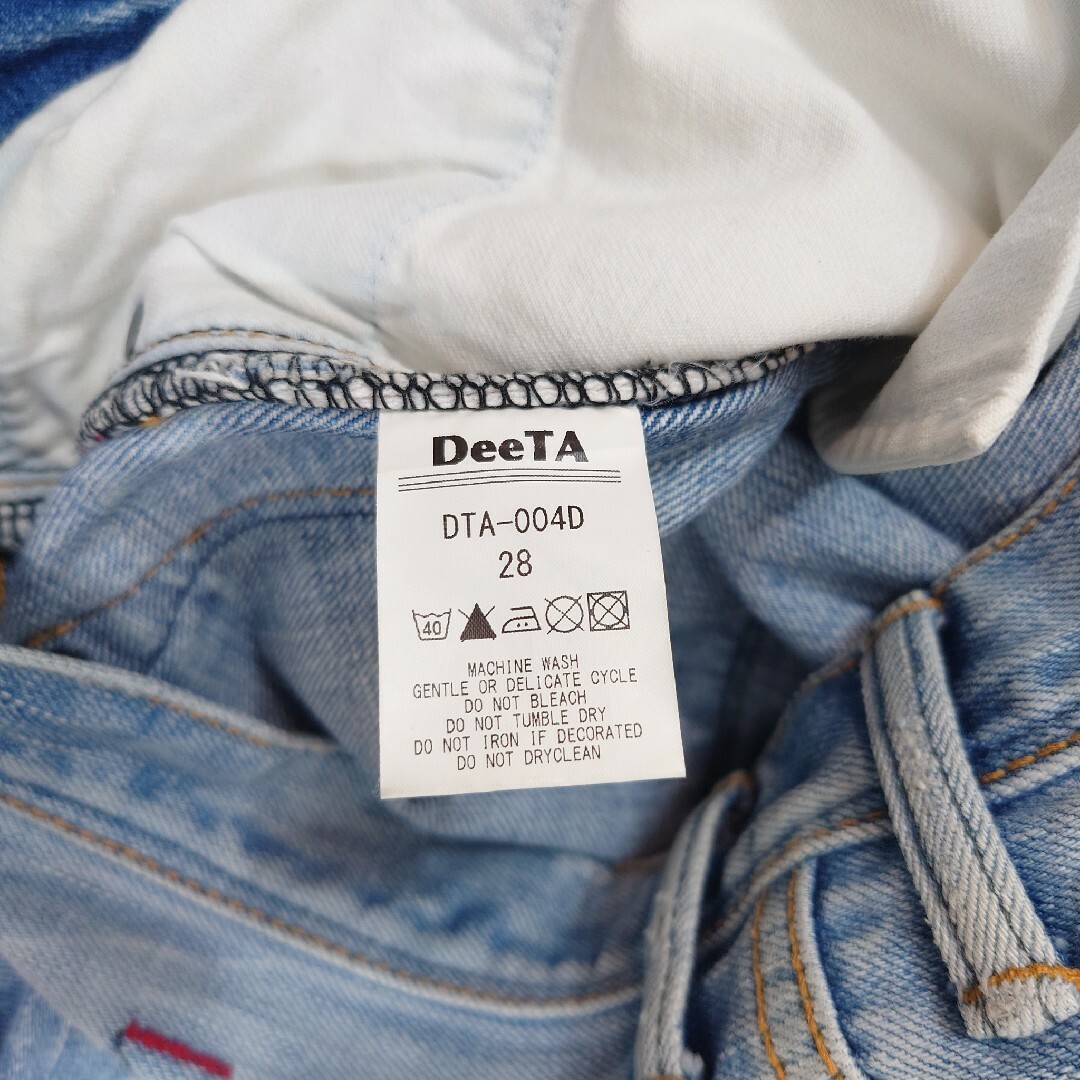 DeeTA
DTA-004D
28
40
MACHINE WASH
GENTLE OR DELICATE CYCLE
DO NOT BLEACH
DO NOT TUMBLE DRY
DO NOT IRON IF DECORATED
DO NOT DRYCLEAN